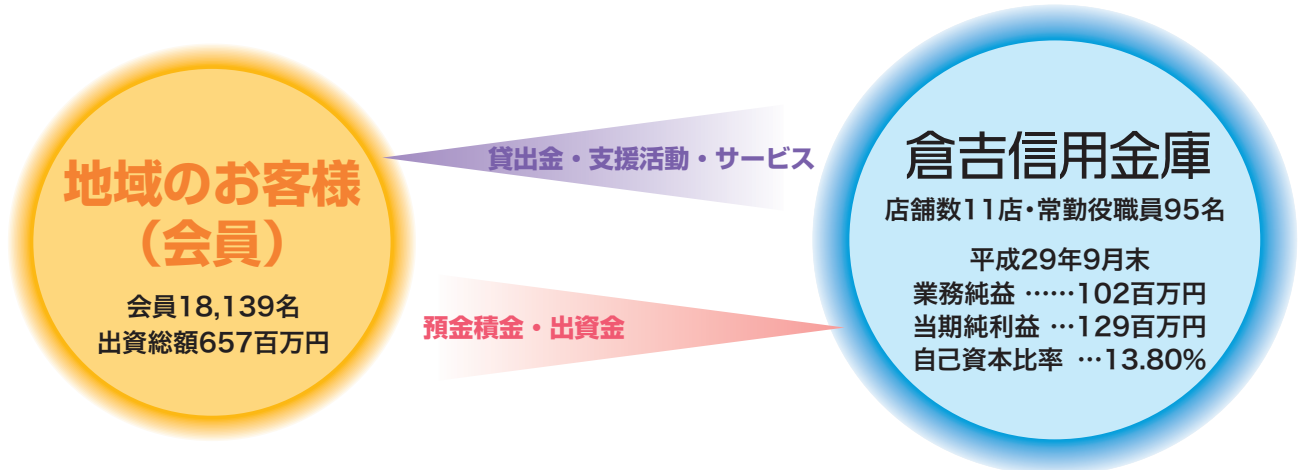 地域のお客様
（会員）
会員18,139名
出資総額657百万円
貸出金・支援活動・サービス
預金積金・出資金
倉吉信用金庫
店舗数11店・常勤役職員95名
平成29年9月末
業務純益 ……102百万円
当期純利益 …129百万円
自己資本比率 …13.80%